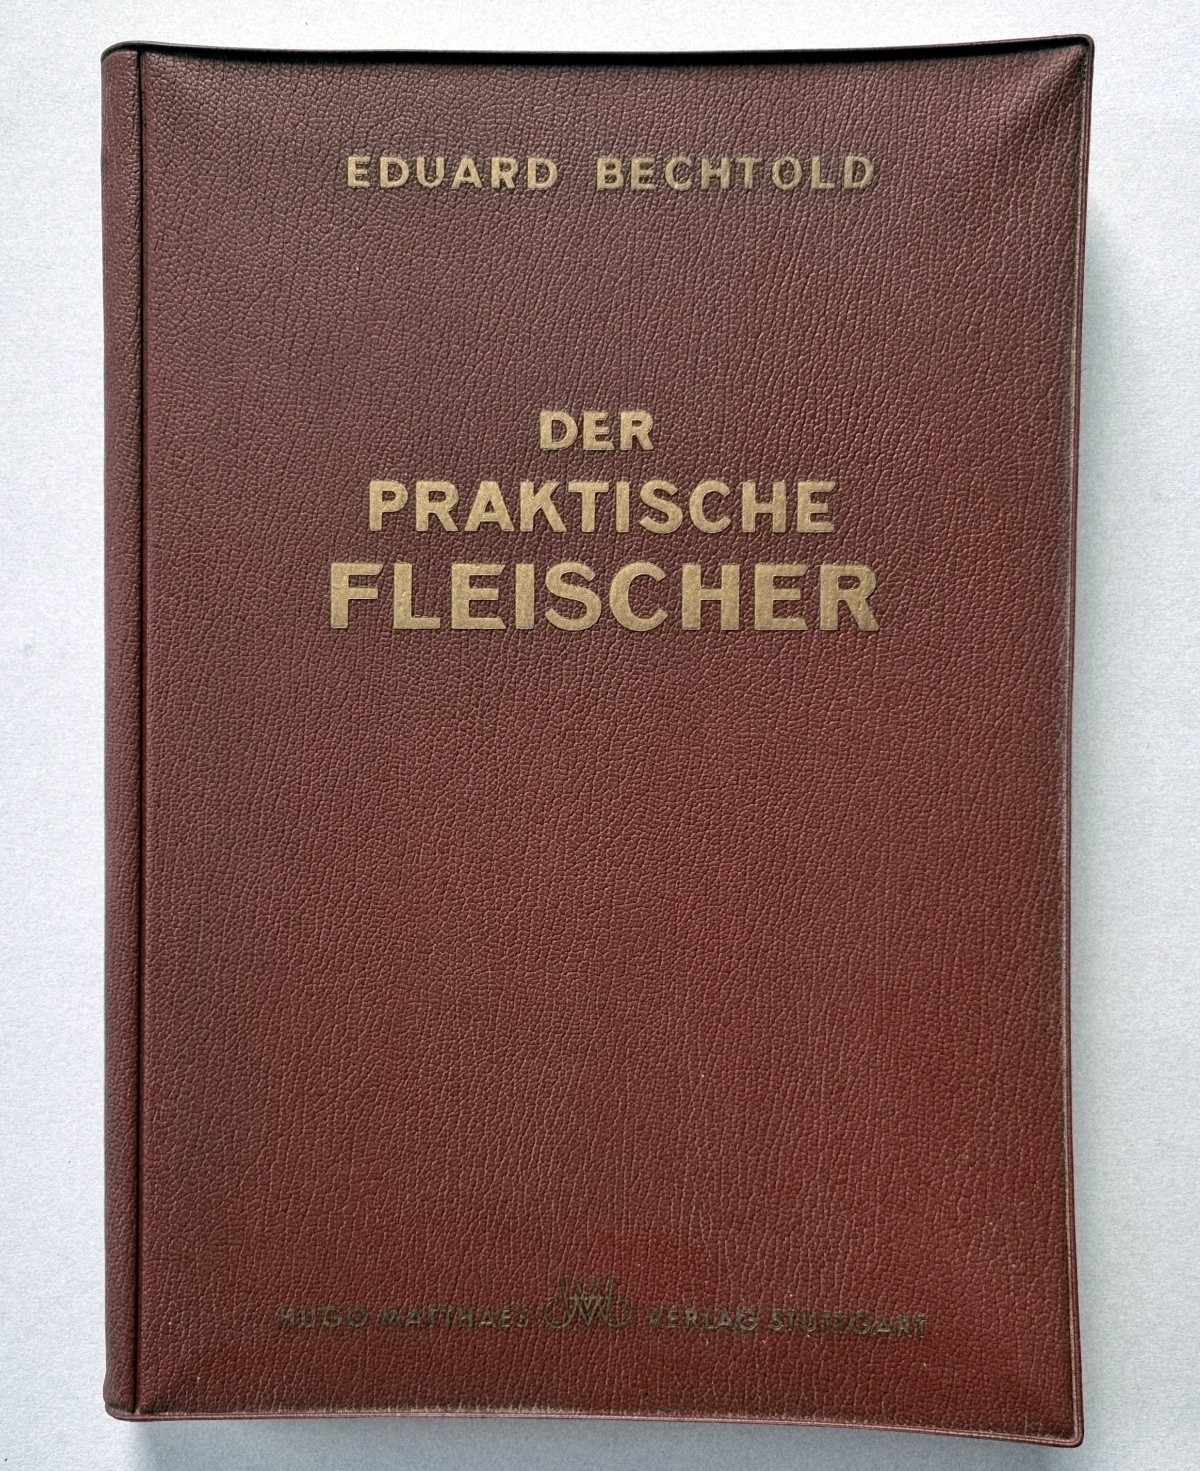 EDUARD BECHTOLD
DER
PRAKTISCHE
FLEISCHER
HUGO MATTHAES VERLAG STUTTGART